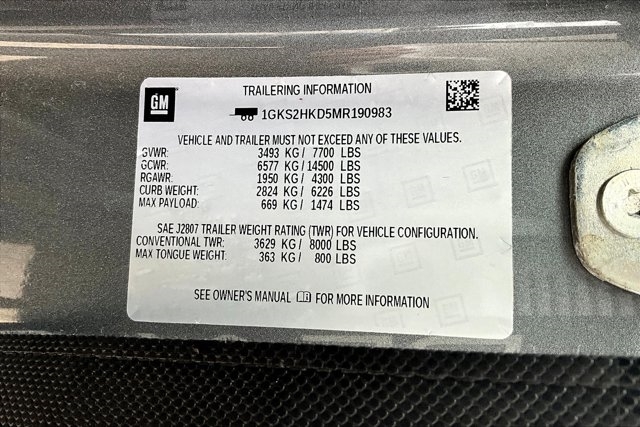 GM
TRAILERING INFORMATION
1GKS2HKD5MR190983
VEHICLE AND TRAILER MUST NOT EXCEED ANY OF THESE VALUES.
GVWR: 3493 KG / 7700 LBS
GCWR: 6577 KG / 14500 LBS
RGAWR: 1950 KG / 4300 LBS
CURB WEIGHT: 2824 KG / 6226 LBS
MAX PAYLOAD: 669 KG / 1474 LBS
SAE J2807 TRAILER WEIGHT RATING (TWR) FOR VEHICLE CONFIGURATION.
CONVENTIONAL TWR: 3629 KG / 8000 LBS
MAX TONGUE WEIGHT: 363 KG / 800 LBS
SEE OWNER'S MANUAL FOR MORE INFORMATION